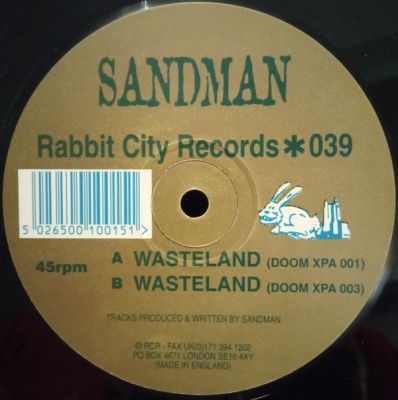 SANDMAN
Rabbit City Records * 039
5 026500 100151 >
45rpm
A WASTELAND (DOOM XPA 001)
B WASTELAND (DOOM XPA 003)
TRACKS PRODUCED & WRITTEN BY SANDMAN.
© RCR - FAX UK(0)171 394 1202
PO BOX 4671 LONDON SE16 4XY
(MADE IN ENGLAND)